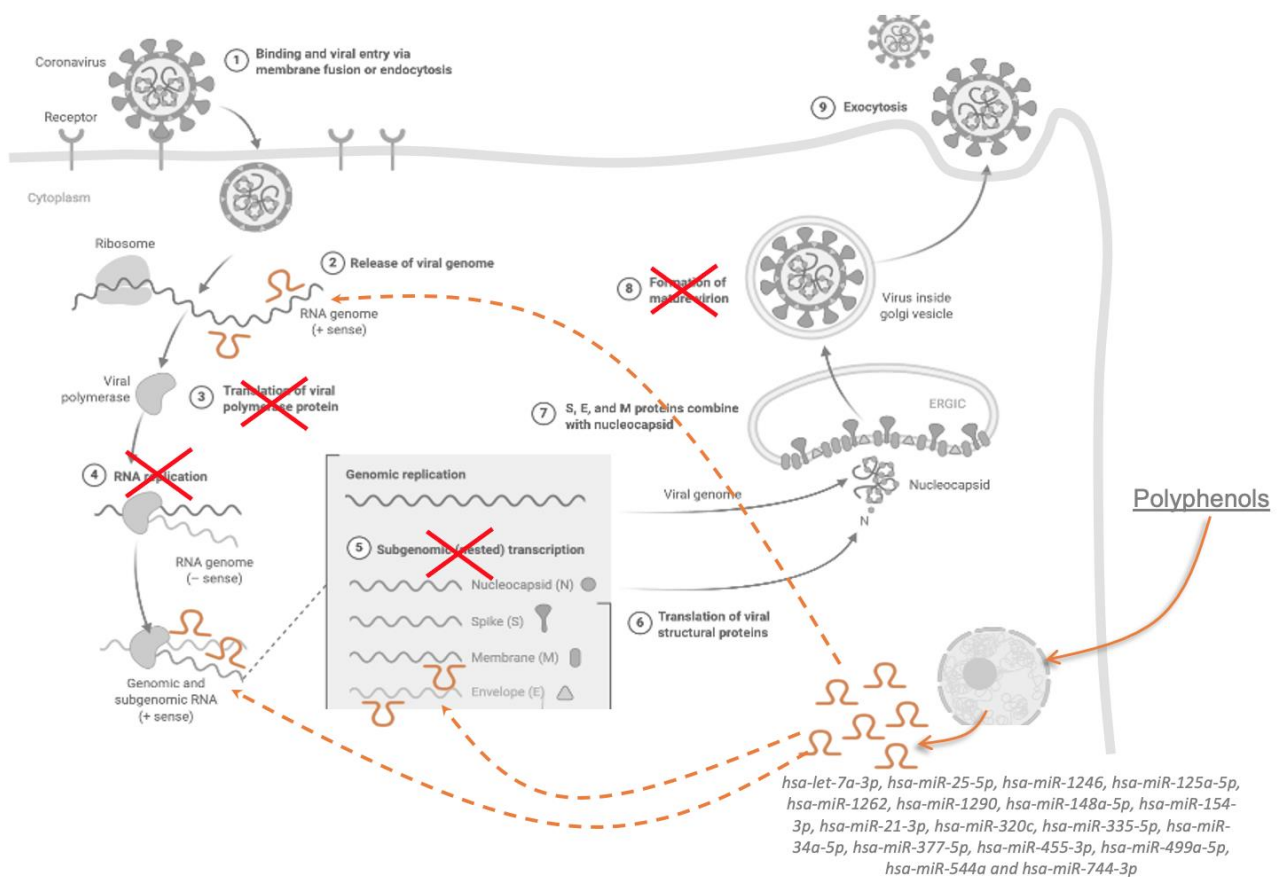 Coronavirus
Receptor
1
Binding and viral entry via
membrane fusion or endocytosis
Cytoplasm
Ribosome
2
Release of viral genome
RNA genome
(+ sense)
Viral
polymerase
3
Translation of viral
polymerase protein
4
RNA replication
RNA genome
(– sense)
Genomic and
subgenomic RNA
(+ sense)
Genomic replication
5
Subgenomic (nested) transcription
Nucleocapsid (N)
Spike (S)
Membrane (M)
Envelope (E)
6
Translation of viral
structural proteins
Viral genome
N
Nucleocapsid
7
S, E, and M proteins combine
with nucleocapsid
ERGIC
8
Formation of
mature virion
Virus inside
golgi vesicle
9
Exocytosis
Polyphenols
hsa-let-7a-3p, hsa-miR-25-5p, hsa-miR-1246, hsa-miR-125a-5p,
hsa-miR-1262, hsa-miR-1290, hsa-miR-148a-5p, hsa-miR-154-
3p, hsa-miR-21-3p, hsa-miR-320c, hsa-miR-335-5p, hsa-miR-
34a-5p, hsa-miR-377-5p, hsa-miR-455-3p, hsa-miR-499a-5p,
hsa-miR-544a and hsa-miR-744-3p